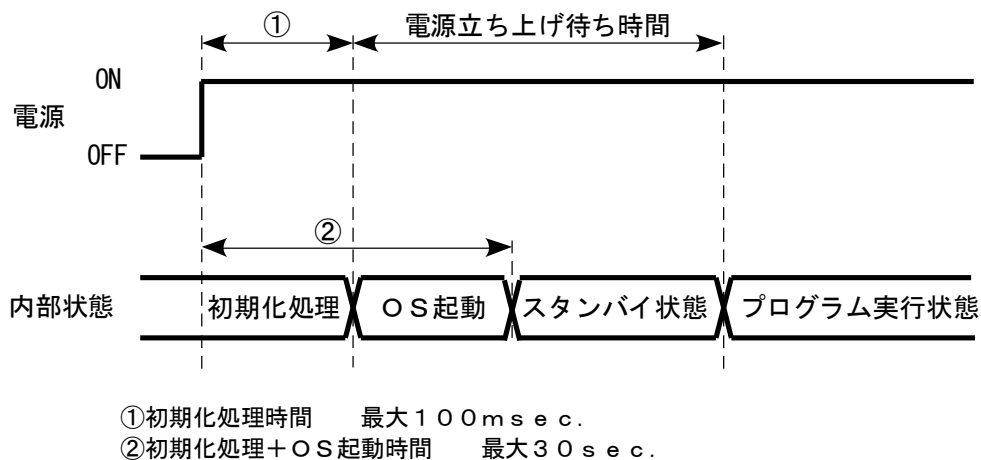 ① 電源立ち上げ待ち時間
ON
電源
OFF
②
内部状態 初期化処理 ＯＳ起動 スタンバイ状態 プログラム実行状態
①初期化処理時間　　最大１００ｍｓｅｃ．
②初期化処理＋ＯＳ起動時間　　最大３０ｓｅｃ．